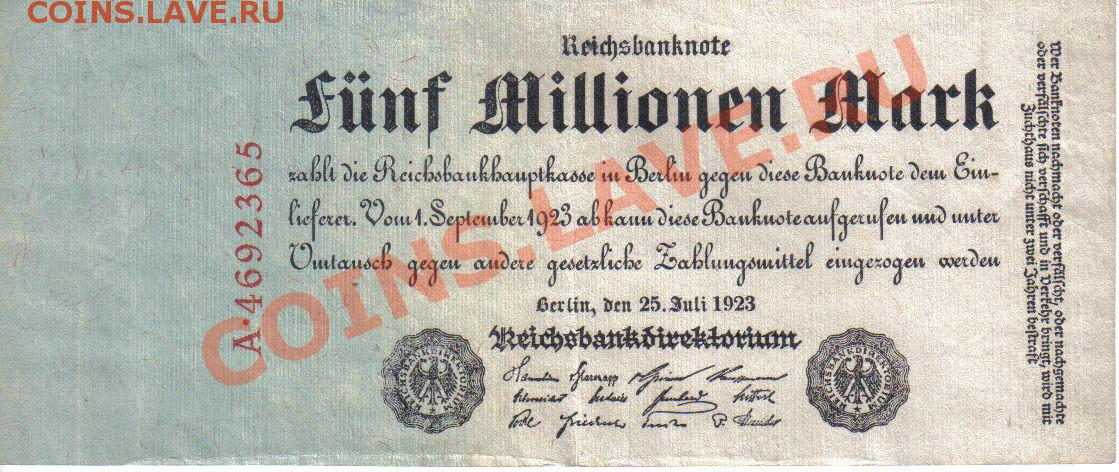 COINS.LAVE.RU
Reichsbanknote
Fünf Millionen Mark
zahlt die Reichsbankhauptkasse in Berlin gegen diese Banknote dem Ein-
lieferer. Vom 1. September 1923 ab kann diese Banknote aufgerufen und unter
Umtausch gegen andere gesetzliche Zahlungsmittel eingezogen werden
Berlin, den 25. Juli 1923
Reichsbankdirektorium
REICHSBANKDIREKTORIUM
REICHSBANKDIREKTORIUM
A·4692365
Wer Banknoten nachmacht oder verfälscht, oder nachgemachte
oder verfälschte sich verschafft und in Verkehr bringt, wird mit
Zuchthaus nicht unter zwei Jahren bestraft
COINS.LAVE.RU